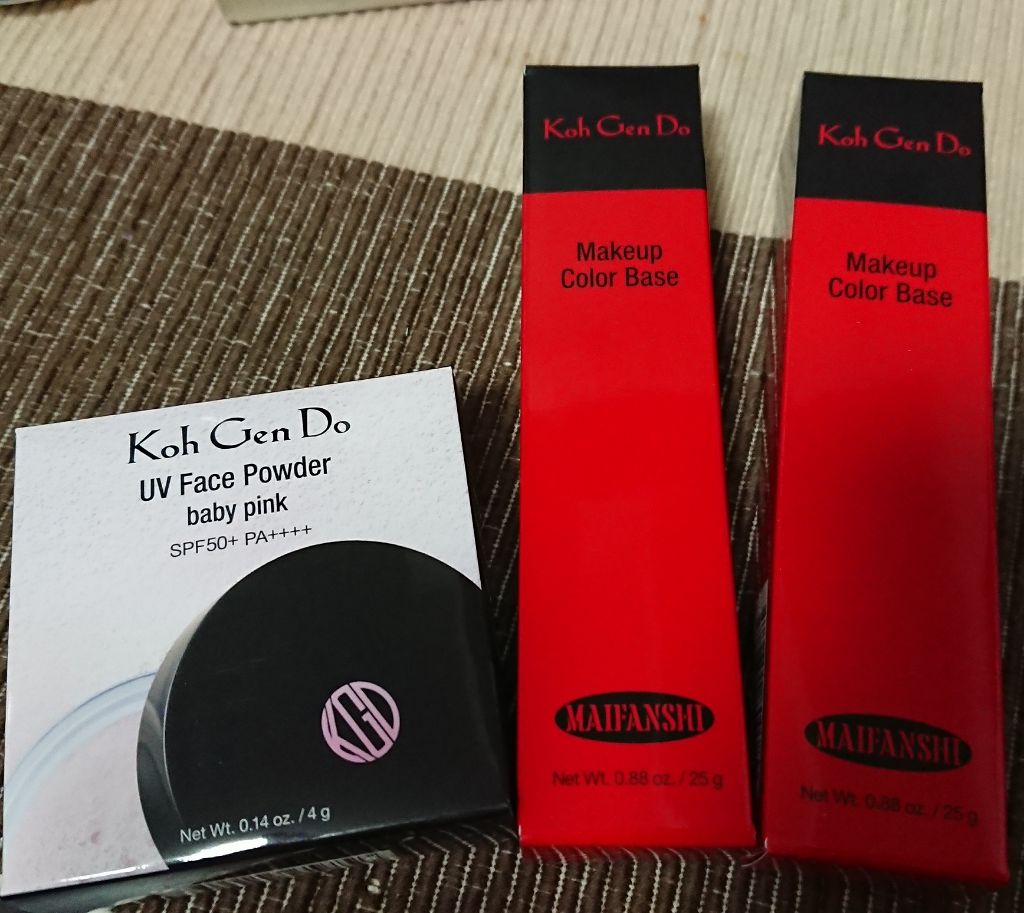 Koh Gen Do
UV Face Powder
baby pink
SPF50+ PA++++
KGD
Net Wt. 0.14 oz. / 4 g
Koh Gen Do
Makeup
Color Base
MAIFANSHI
Net Wt. 0.88 oz. / 25 g
Koh Gen Do
Makeup
Color Base
MAIFANSHI
Net Wt. 0.88 oz. / 25 g